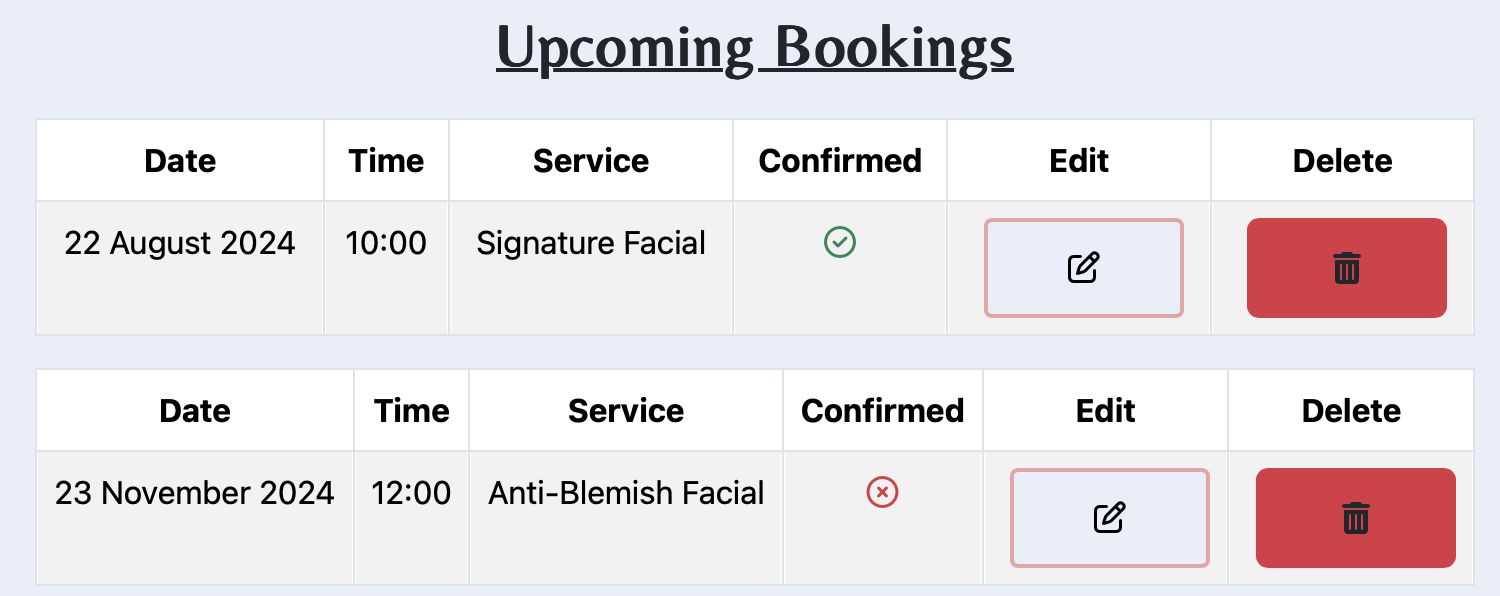 Upcoming Bookings
Date Time Service Confirmed Edit Delete
22 August 2024 10:00 Signature Facial
Date Time Service Confirmed Edit Delete
23 November 2024 12:00 Anti-Blemish Facial